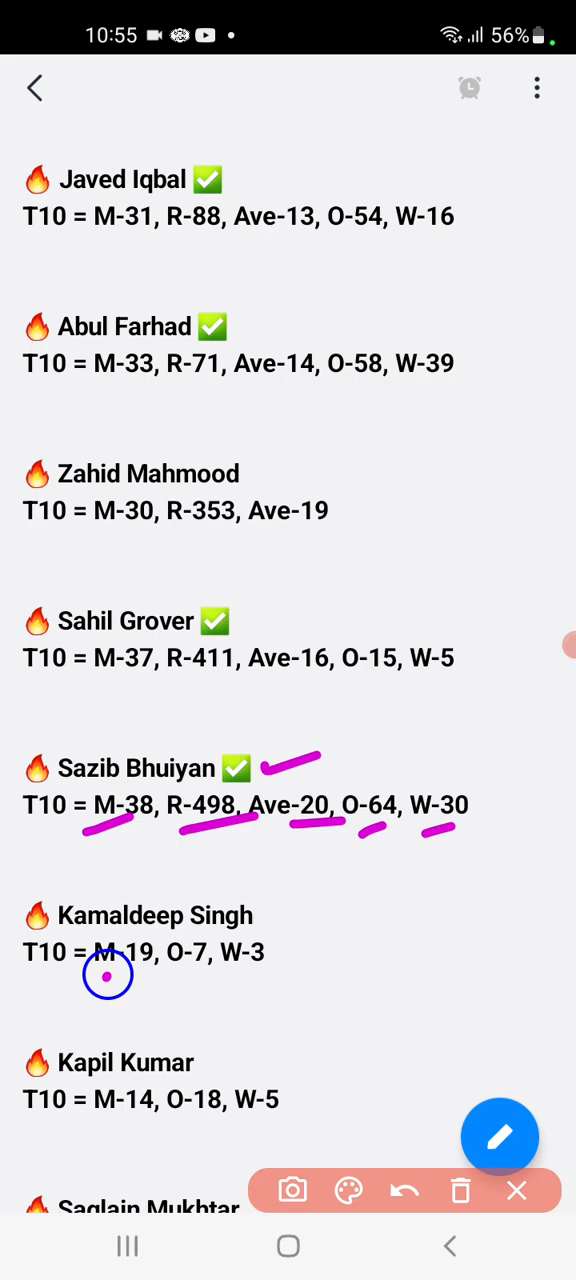 10:55
56%
Javed Iqbal
T10 = M-31, R-88, Ave-13, O-54, W-16
Abul Farhad
T10 = M-33, R-71, Ave-14, O-58, W-39
Zahid Mahmood
T10 = M-30, R-353, Ave-19
Sahil Grover
T10 = M-37, R-411, Ave-16, O-15, W-5
Sazib Bhuiyan
T10 = M-38, R-498, Ave-20, O-64, W-30
Kamaldeep Singh
T10 = M-19, O-7, W-3
Kapil Kumar
T10 = M-14, O-18, W-5
Saqlain Mukhtar